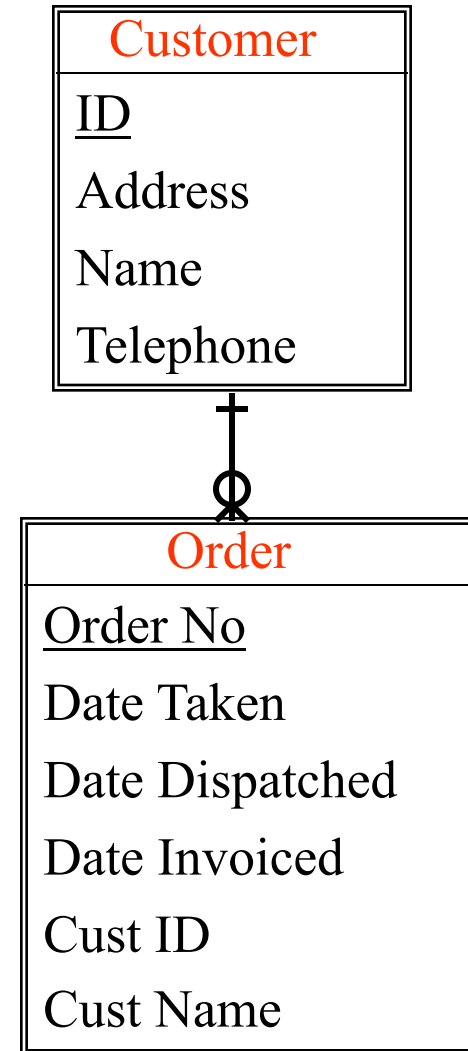 Customer
ID
Address
Name
Telephone
Order
Order No
Date Taken
Date Dispatched
Date Invoiced
Cust ID
Cust Name